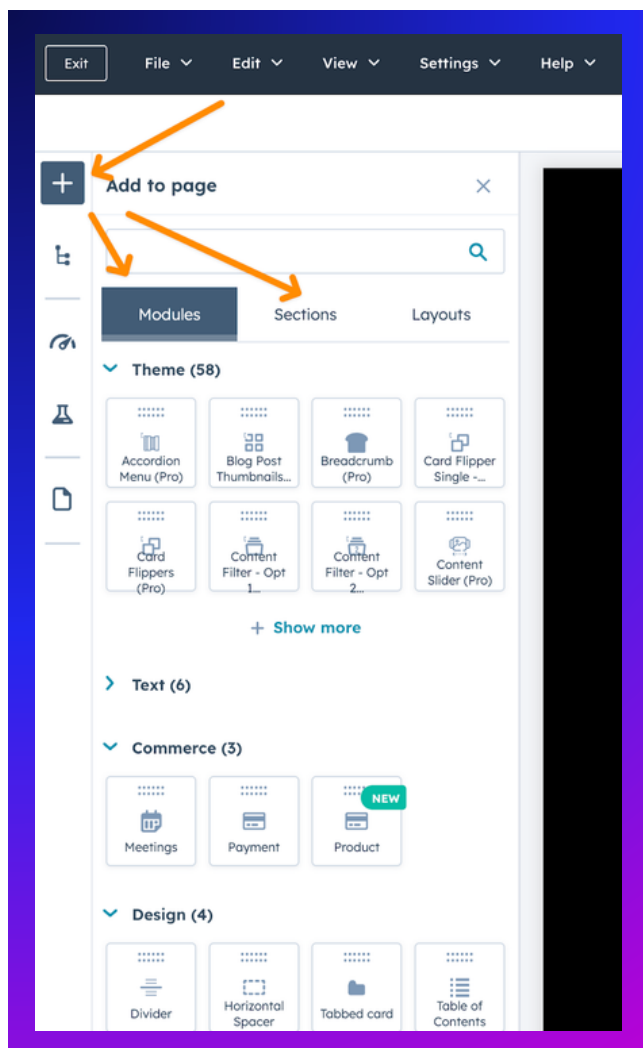 Exit File Edit View Settings Help
Add to page
Modules Sections Layouts
Theme (58)
Accordion Blog Post Breadcrumb Card Flipper
Menu (Pro) Thumbnails... (Pro) Single -...
Card Content Content Content
Flippers Filter - Opt Filter - Opt Slider (Pro)
(Pro) 1... 2...
+ Show more
Text (6)
Commerce (3)
NEW
Meetings Payment Product
Design (4)
Divider Horizontal Tabbed card Table of
Spacer Contents